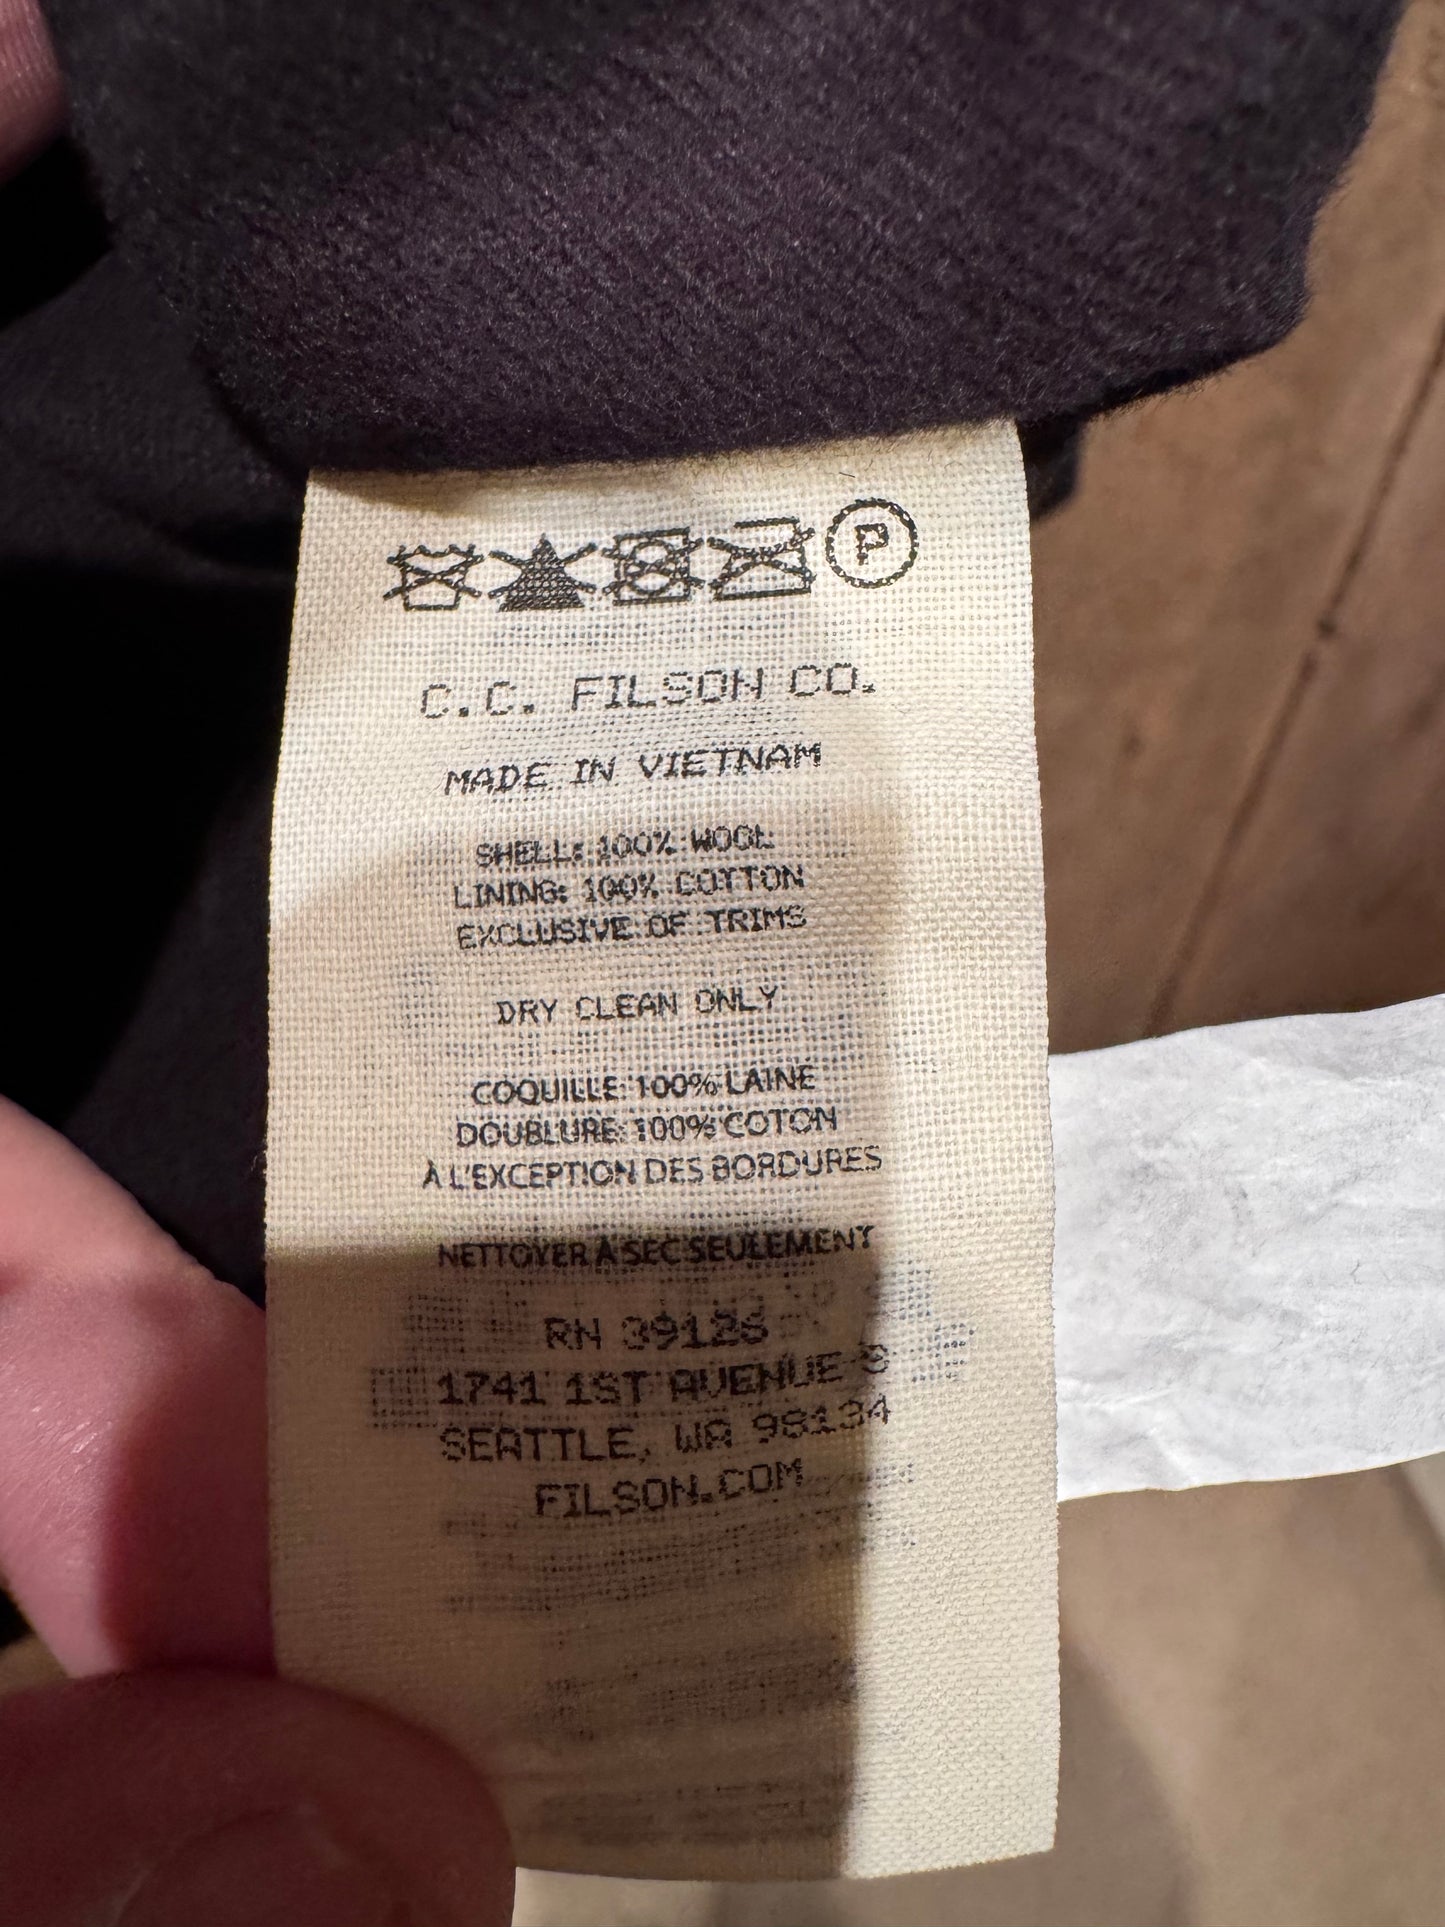 P
C.C. FILSON CO.
MADE IN VIETNAM
SHELL: 100% WOOL
LINING: 100% COTTON
EXCLUSIVE OF TRIMS
DRY CLEAN ONLY
COQUILLE: 100% LAINE
DOUBLURE: 100% COTON
À L'EXCEPTION DES BORDURES
NETTOYER À SEC SEULEMENT
RN 39126
1741 1ST AVENUE S
SEATTLE, WA 98134
FILSON.COM